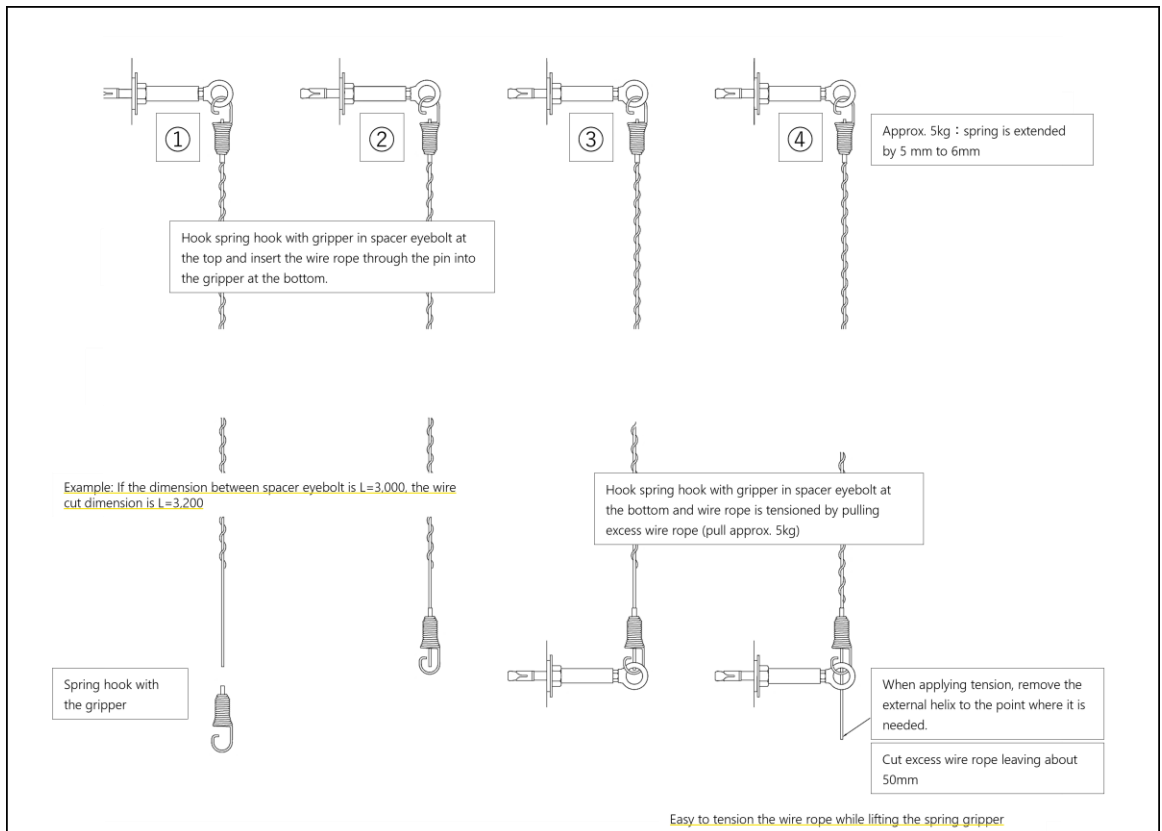 ①
②
③
④
Approx. 5kg：spring is extended
by 5 mm to 6mm
Hook spring hook with gripper in spacer eyebolt at
the top and insert the wire rope through the pin into
the gripper at the bottom.
Example: If the dimension between spacer eyebolt is L=3,000, the wire
cut dimension is L=3,200
Hook spring hook with gripper in spacer eyebolt at
the bottom and wire rope is tensioned by pulling
excess wire rope (pull approx. 5kg)
Spring hook with
the gripper
When applying tension, remove the
external helix to the point where it is
needed.
Cut excess wire rope leaving about
50mm
Easy to tension the wire rope while lifting the spring gripper